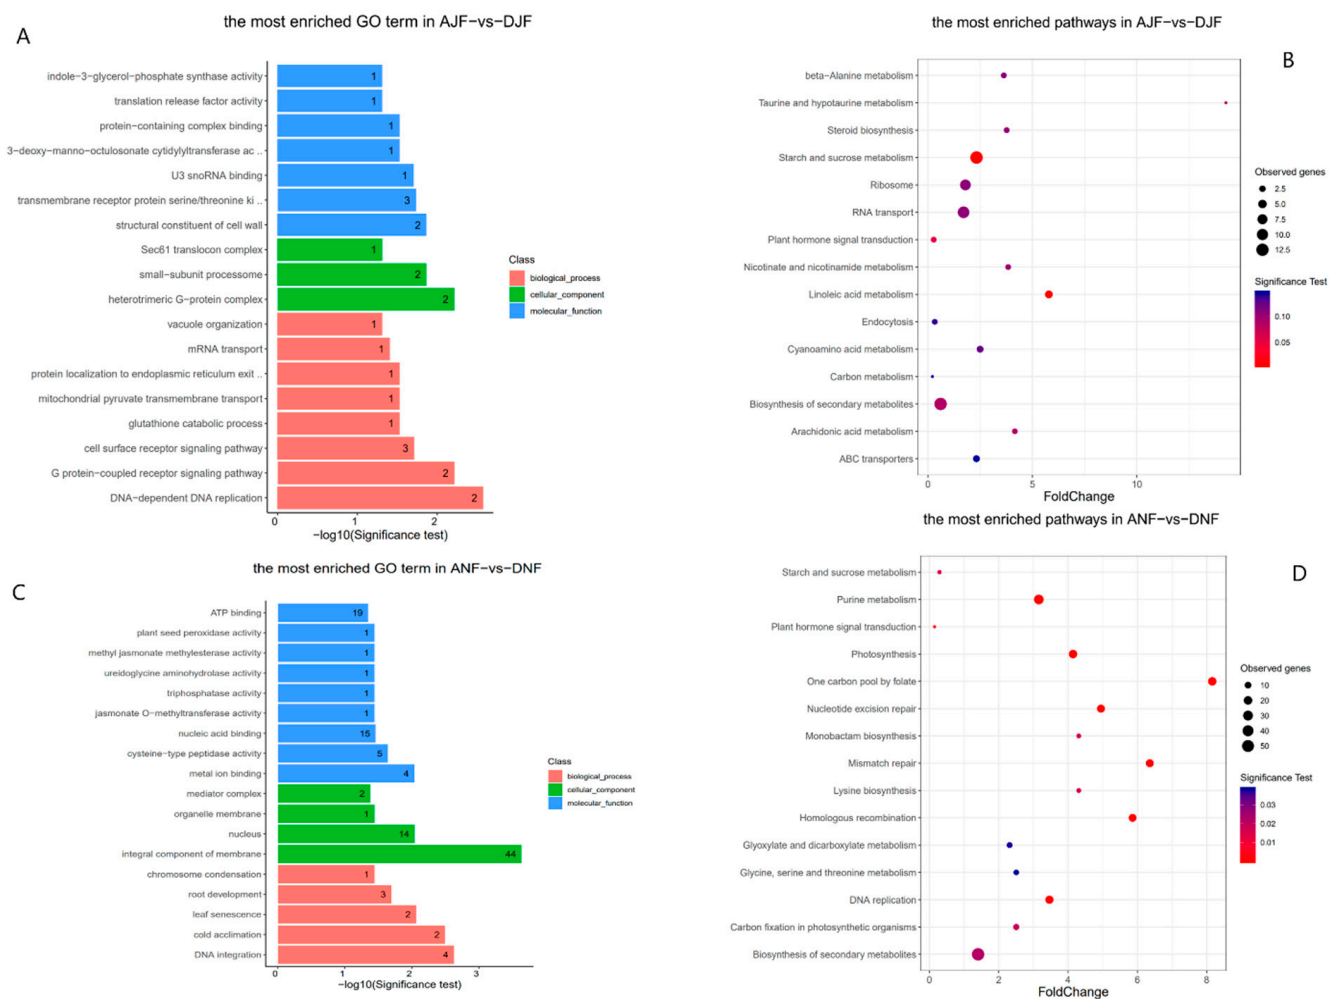 A
the most enriched GO term in AJF−vs−DJF
indole−3−glycerol−phosphate synthase activity 1
translation release factor activity 1
protein−containing complex binding 1
3−deoxy−manno−octulosonate cytidylyltransferase ac .. 1
U3 snoRNA binding 1
transmembrane receptor protein serine/threonine ki .. 3
structural constituent of cell wall 2
Sec61 translocon complex 1
small−subunit processome 2
heterotrimeric G−protein complex 2
vacuole organization 1
mRNA transport 1
protein localization to endoplasmic reticulum exit .. 1
mitochondrial pyruvate transmembrane transport 1
glutathione catabolic process 1
cell surface receptor signaling pathway 3
G protein−coupled receptor signaling pathway 2
DNA−dependent DNA replication 2
0 1 2
−log10(Significance test)
Class
biological_process
cellular_component
molecular_function
the most enriched pathways in AJF−vs−DJF
B
beta−Alanine metabolism
Taurine and hypotaurine metabolism
Steroid biosynthesis
Starch and sucrose metabolism
Ribosome
RNA transport
Plant hormone signal transduction
Nicotinate and nicotinamide metabolism
Linoleic acid metabolism
Endocytosis
Cyanoamino acid metabolism
Carbon metabolism
Biosynthesis of secondary metabolites
Arachidonic acid metabolism
ABC transporters
0 5 10
FoldChange
Observed genes
2.5
5.0
7.5
10.0
12.5
Significance Test
0.10
0.05
C
the most enriched GO term in ANF−vs−DNF
ATP binding 19
plant seed peroxidase activity 1
methyl jasmonate methylesterase activity 1
ureidoglycine aminohydrolase activity 1
triphosphatase activity 1
jasmonate O−methyltransferase activity 1
nucleic acid binding 15
cysteine−type peptidase activity 5
metal ion binding 4
mediator complex 2
organelle membrane 1
nucleus 14
integral component of membrane 44
chromosome condensation 1
root development 3
leaf senescence 2
cold acclimation 2
DNA integration 4
0 1 2 3
−log10(Significance test)
Class
biological_process
cellular_component
molecular_function
the most enriched pathways in ANF−vs−DNF
D
Starch and sucrose metabolism
Purine metabolism
Plant hormone signal transduction
Photosynthesis
One carbon pool by folate
Nucleotide excision repair
Monobactam biosynthesis
Mismatch repair
Lysine biosynthesis
Homologous recombination
Glyoxylate and dicarboxylate metabolism
Glycine, serine and threonine metabolism
DNA replication
Carbon fixation in photosynthetic organisms
Biosynthesis of secondary metabolites
0 2 4 6 8
FoldChange
Observed genes
10
20
30
40
50
Significance Test
0.03
0.02
0.01